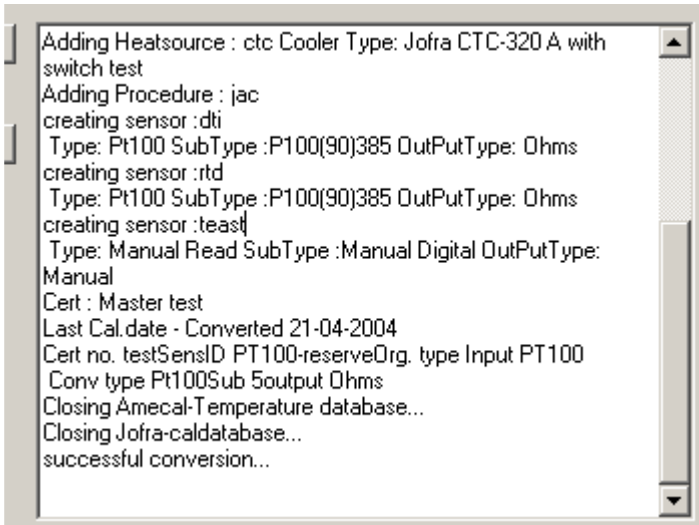 Adding Heatsource : ctc Cooler Type: Jofra CTC-320 A with
switch test
Adding Procedure : jac
creating sensor :dti
Type: Pt100 SubType :P100(90)385 OutPutType: Ohms
creating sensor :rtd
Type: Pt100 SubType :P100(90)385 OutPutType: Ohms
creating sensor :teast
Type: Manual Read SubType :Manual Digital OutPutType:
Manual
Cert : Master test
Last Cal.date - Converted 21-04-2004
Cert no. testSensID PT100-reserveOrg. type Input PT100
Conv type Pt100Sub 5output Ohms
Closing Amecal-Temperature database...
Closing Jofra-caldatabase...
successful conversion...